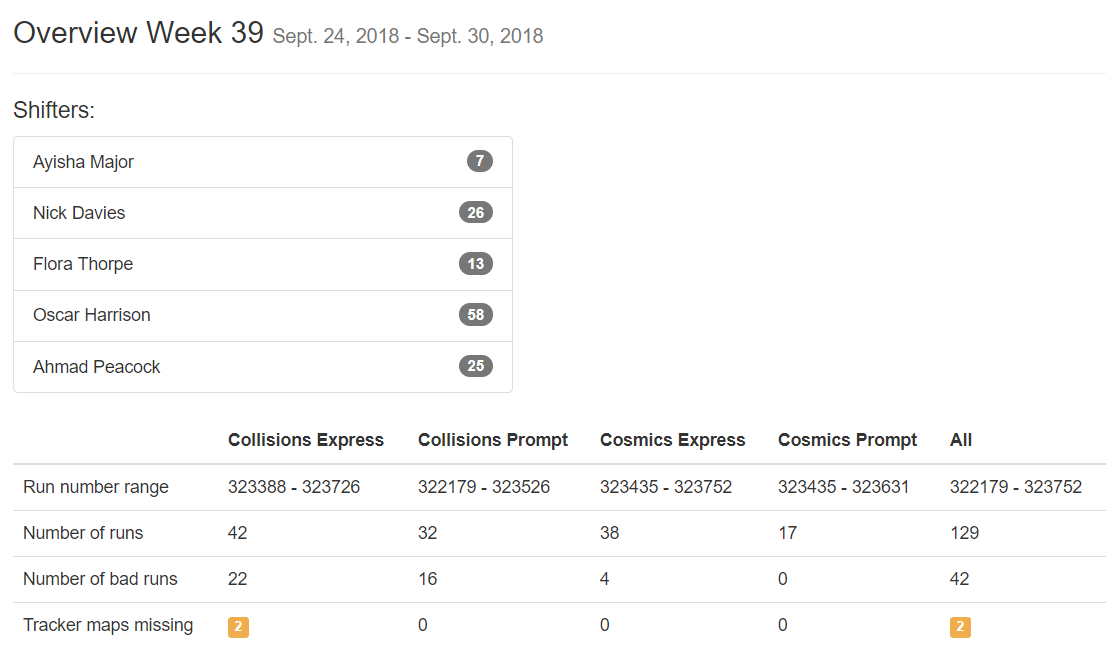 Overview Week 39 Sept. 24, 2018 - Sept. 30, 2018
Shifters:
Ayisha Major 7
Nick Davies 26
Flora Thorpe 13
Oscar Harrison 58
Ahmad Peacock 25
Collisions Express Collisions Prompt Cosmics Express Cosmics Prompt All
Run number range 323388 - 323726 322179 - 323526 323435 - 323752 323435 - 323631 322179 - 323752
Number of runs 42 32 38 17 129
Number of bad runs 22 16 4 0 42
Tracker maps missing 2 0 0 0 2